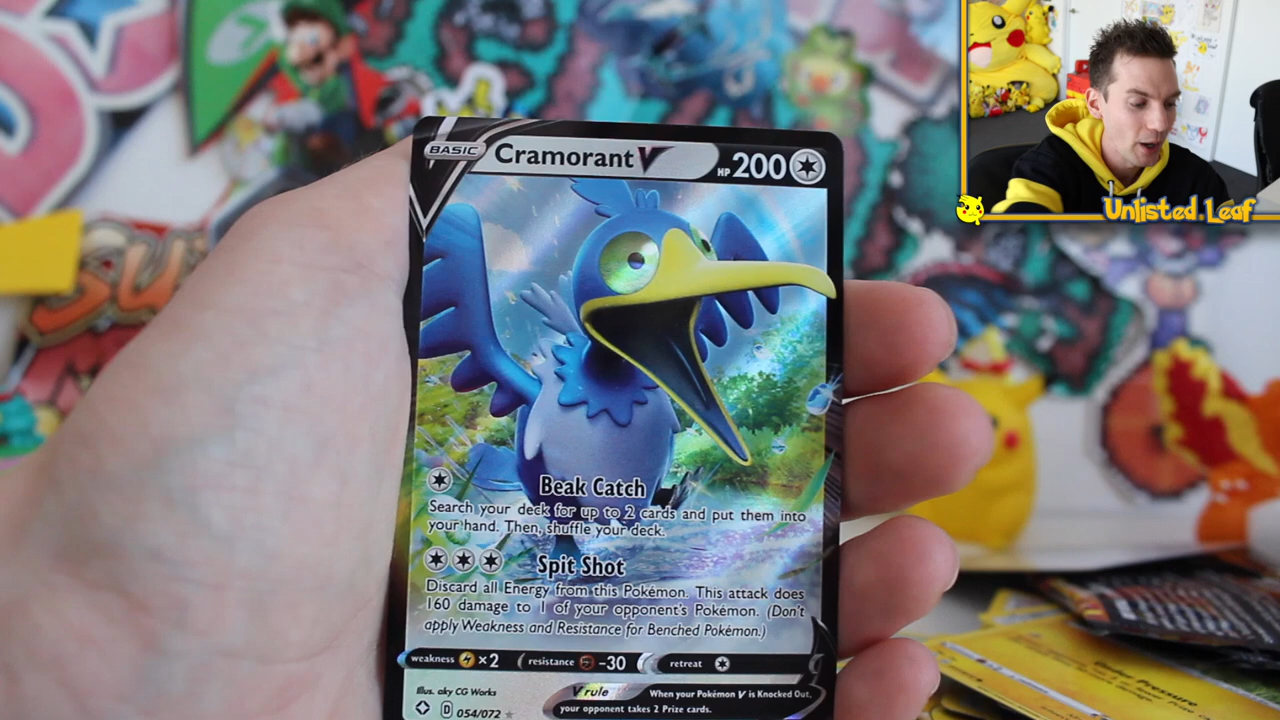 BASIC
Cramorant V
HP 200
Beak Catch
Search your deck for up to 2 cards and put them into
your hand. Then, shuffle your deck.
Spit Shot
Discard all Energy from this Pokémon. This attack does
160 damage to 1 of your opponent's Pokémon. (Don't
apply Weakness and Resistance for Benched Pokémon.)
weakness ×2 resistance -30 retreat
Illus. aky CG Works
D 054/072
V rule
When your Pokémon V is Knocked Out,
your opponent takes 2 Prize cards.
Unlisted Leaf
Under Pressure